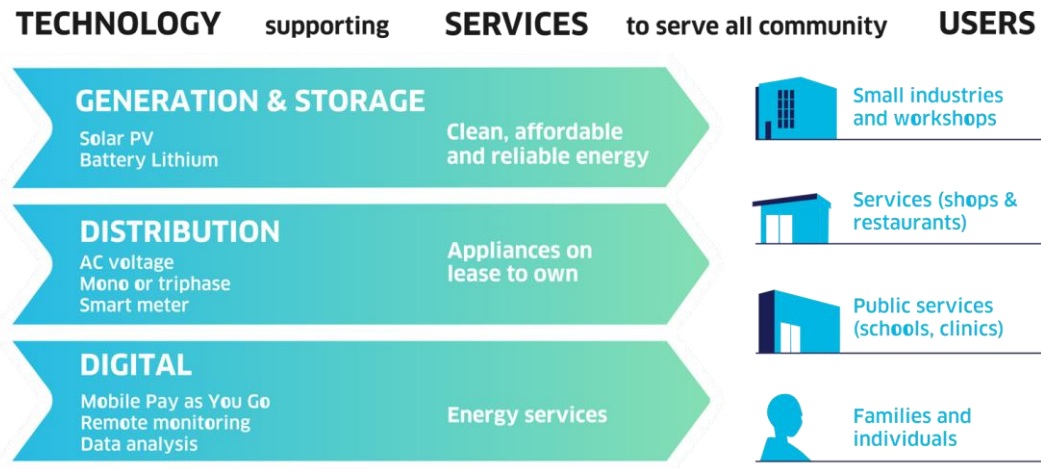 TECHNOLOGY supporting SERVICES to serve all community USERS
GENERATION & STORAGE
Solar PV
Battery Lithium
Clean, affordable
and reliable energy
DISTRIBUTION
AC voltage
Mono or triphase
Smart meter
Appliances on
lease to own
DIGITAL
Mobile Pay as You Go
Remote monitoring
Data analysis
Energy services
Small industries
and workshops
Services (shops &
restaurants)
Public services
(schools, clinics)
Families and
individuals